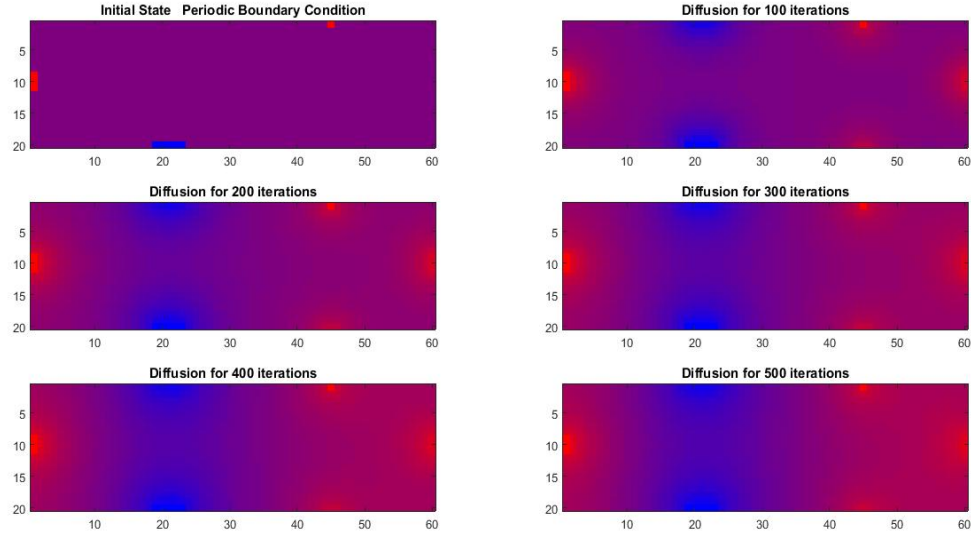 Initial State   Periodic Boundary Condition
5
10
15
20
10 20 30 40 50 60
Diffusion for 100 iterations
5
10
15
20
10 20 30 40 50 60
Diffusion for 200 iterations
5
10
15
20
10 20 30 40 50 60
Diffusion for 300 iterations
5
10
15
20
10 20 30 40 50 60
Diffusion for 400 iterations
5
10
15
20
10 20 30 40 50 60
Diffusion for 500 iterations
5
10
15
20
10 20 30 40 50 60